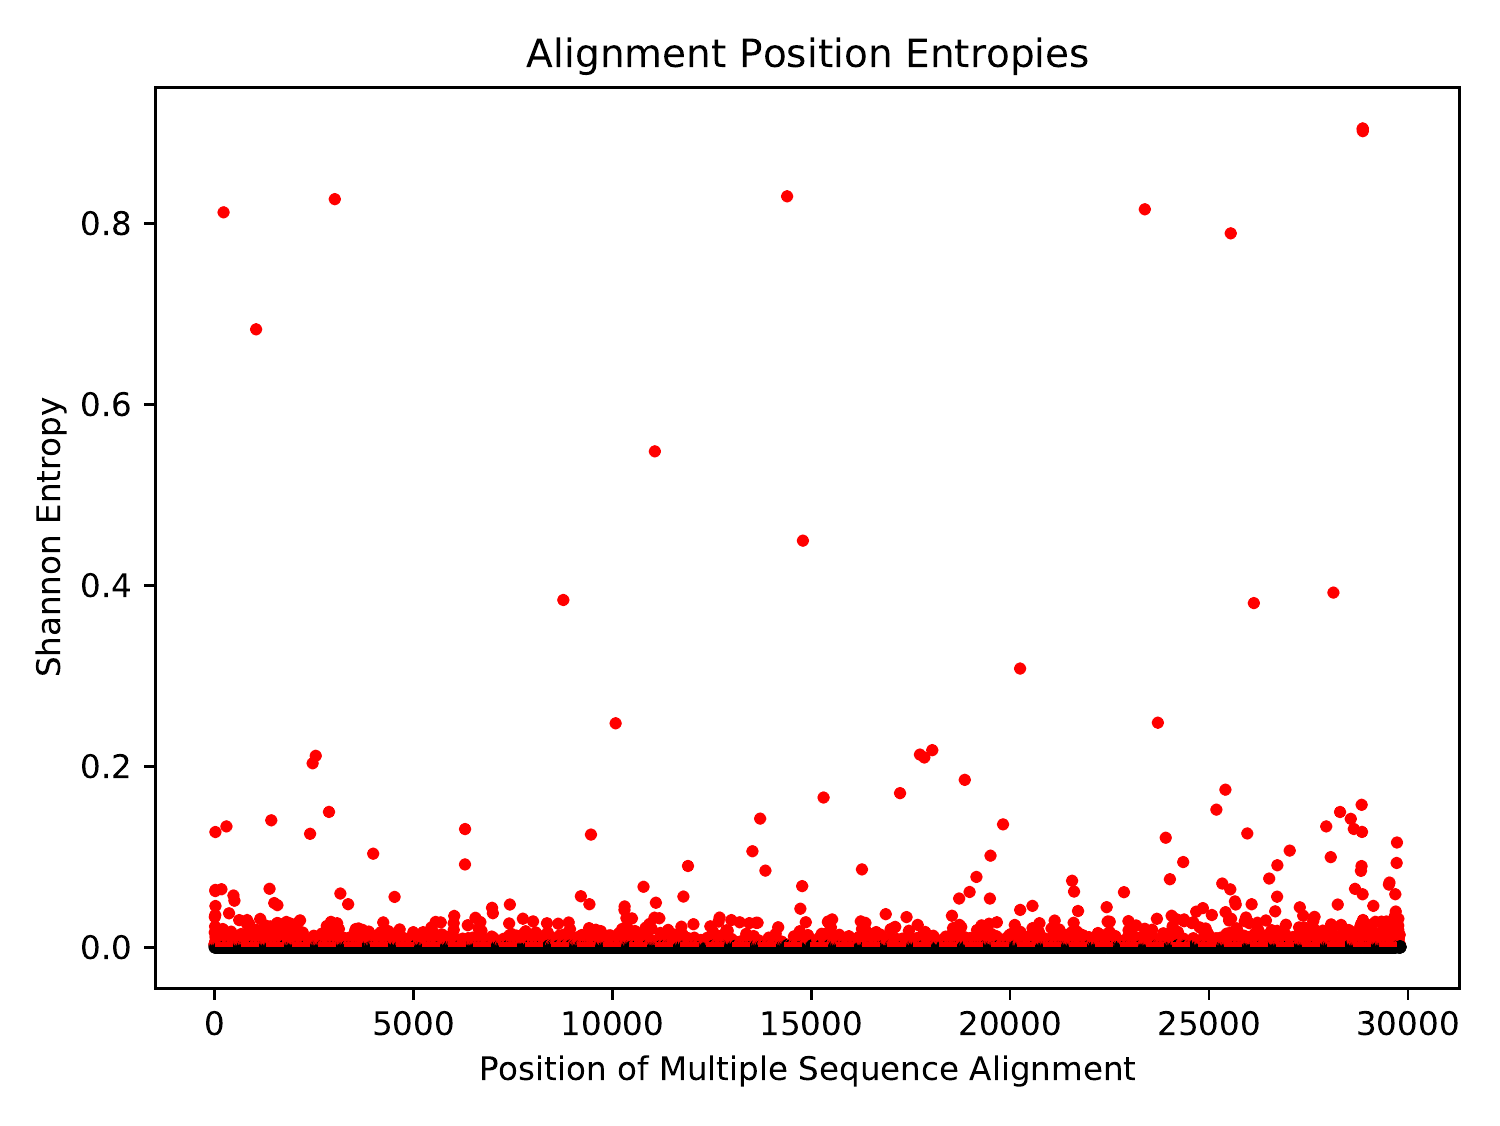 Alignment Position Entropies
Shannon Entropy
0.8
0.6
0.4
0.2
0.0
0 5000 10000 15000 20000 25000 30000
Position of Multiple Sequence Alignment